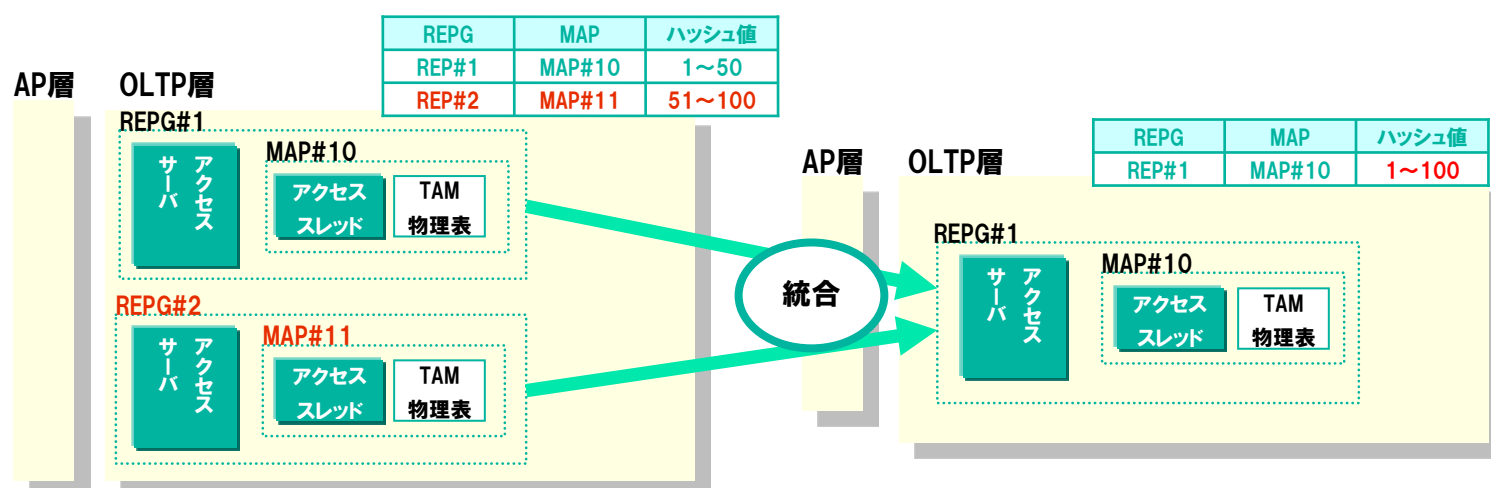 REPG MAP ハッシュ値
REP#1 MAP#10 1～50
REP#2 MAP#11 51～100
AP層 OLTP層
REPG#1
アクセス
サーバ
MAP#10
アクセス
スレッド
TAM
物理表
REPG#2
アクセス
サーバ
MAP#11
アクセス
スレッド
TAM
物理表
統合
REPG MAP ハッシュ値
REP#1 MAP#10 1～100
AP層 OLTP層
REPG#1
アクセス
サーバ
MAP#10
アクセス
スレッド
TAM
物理表